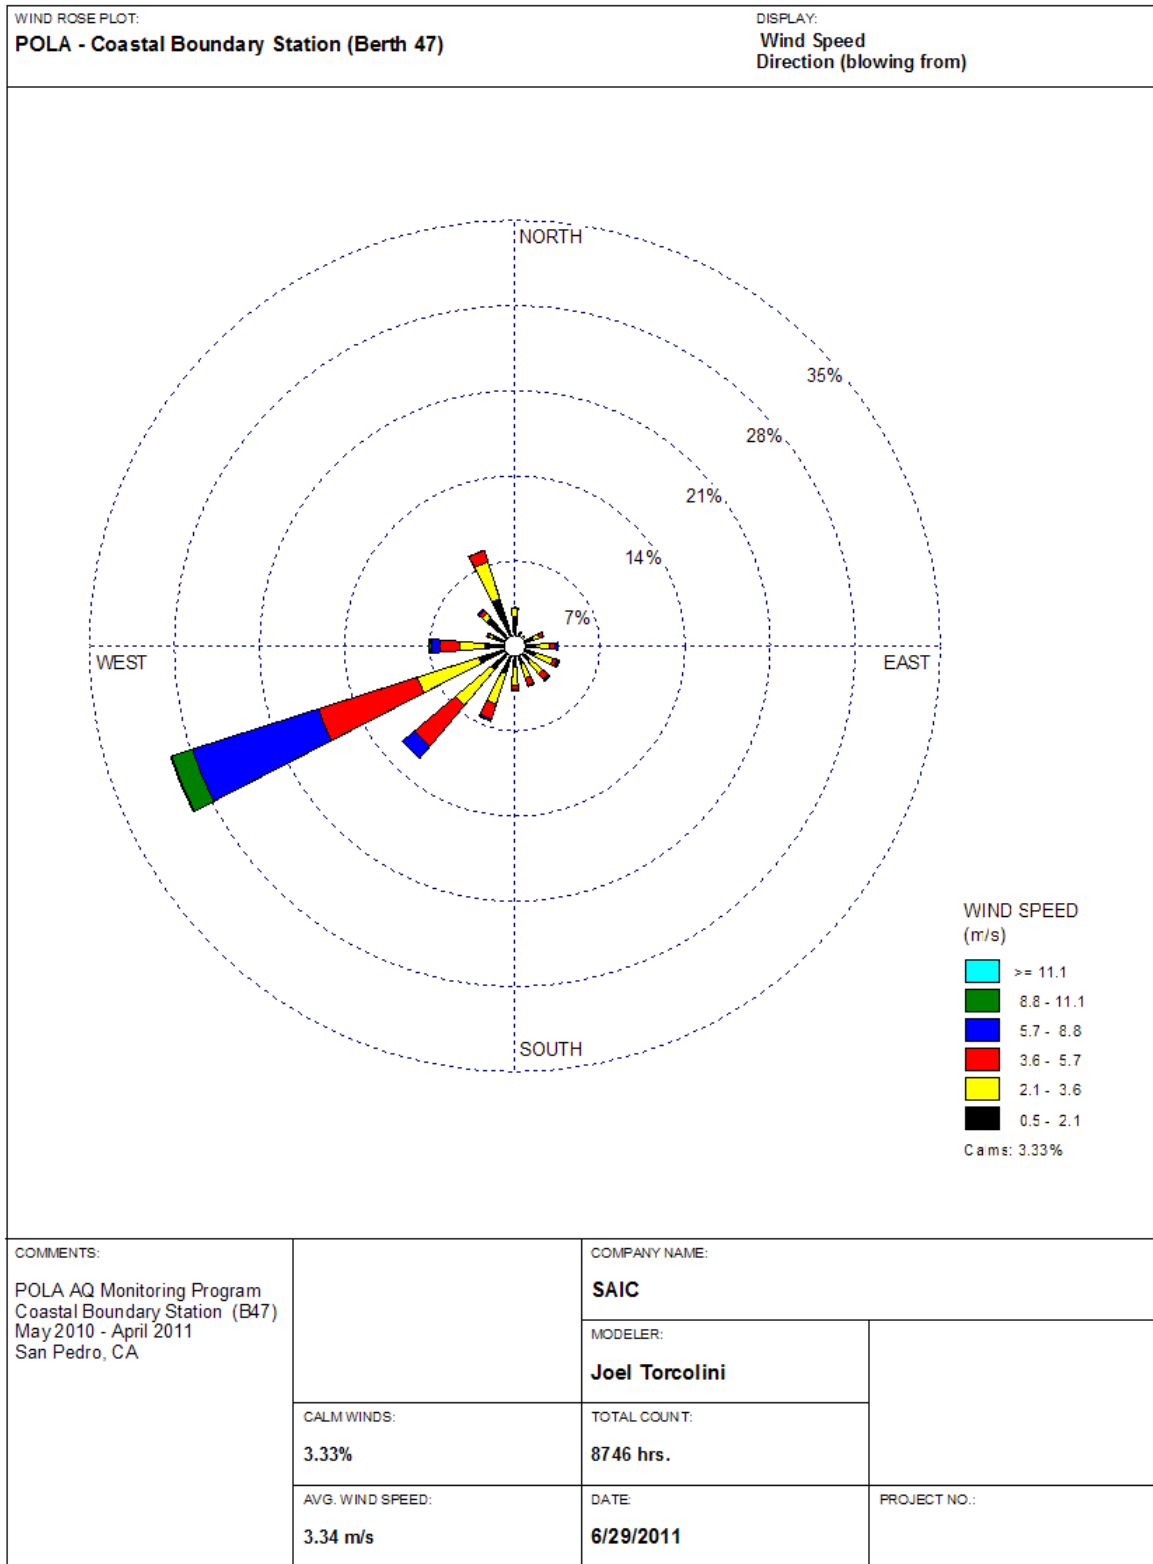 WIND ROSE PLOT:
POLA - Coastal Boundary Station (Berth 47)
DISPLAY:
Wind Speed
Direction (blowing from)
NORTH
35%
28%
21%
14%
7%
WEST
EAST
SOUTH
WIND SPEED
(m/s)
>= 11.1
8.8 - 11.1
5.7 - 8.8
3.6 - 5.7
2.1 - 3.6
0.5 - 2.1
Cams: 3.33%
COMMENTS:
POLA AQ Monitoring Program
Coastal Boundary Station (B47)
May 2010 - April 2011
San Pedro, CA
COMPANY NAME:
SAIC
MODELER:
Joel Torcolini
CALM WINDS:
3.33%
TOTAL COUNT:
8746 hrs.
AVG. WIND SPEED:
3.34 m/s
DATE:
6/29/2011
PROJECT NO.: